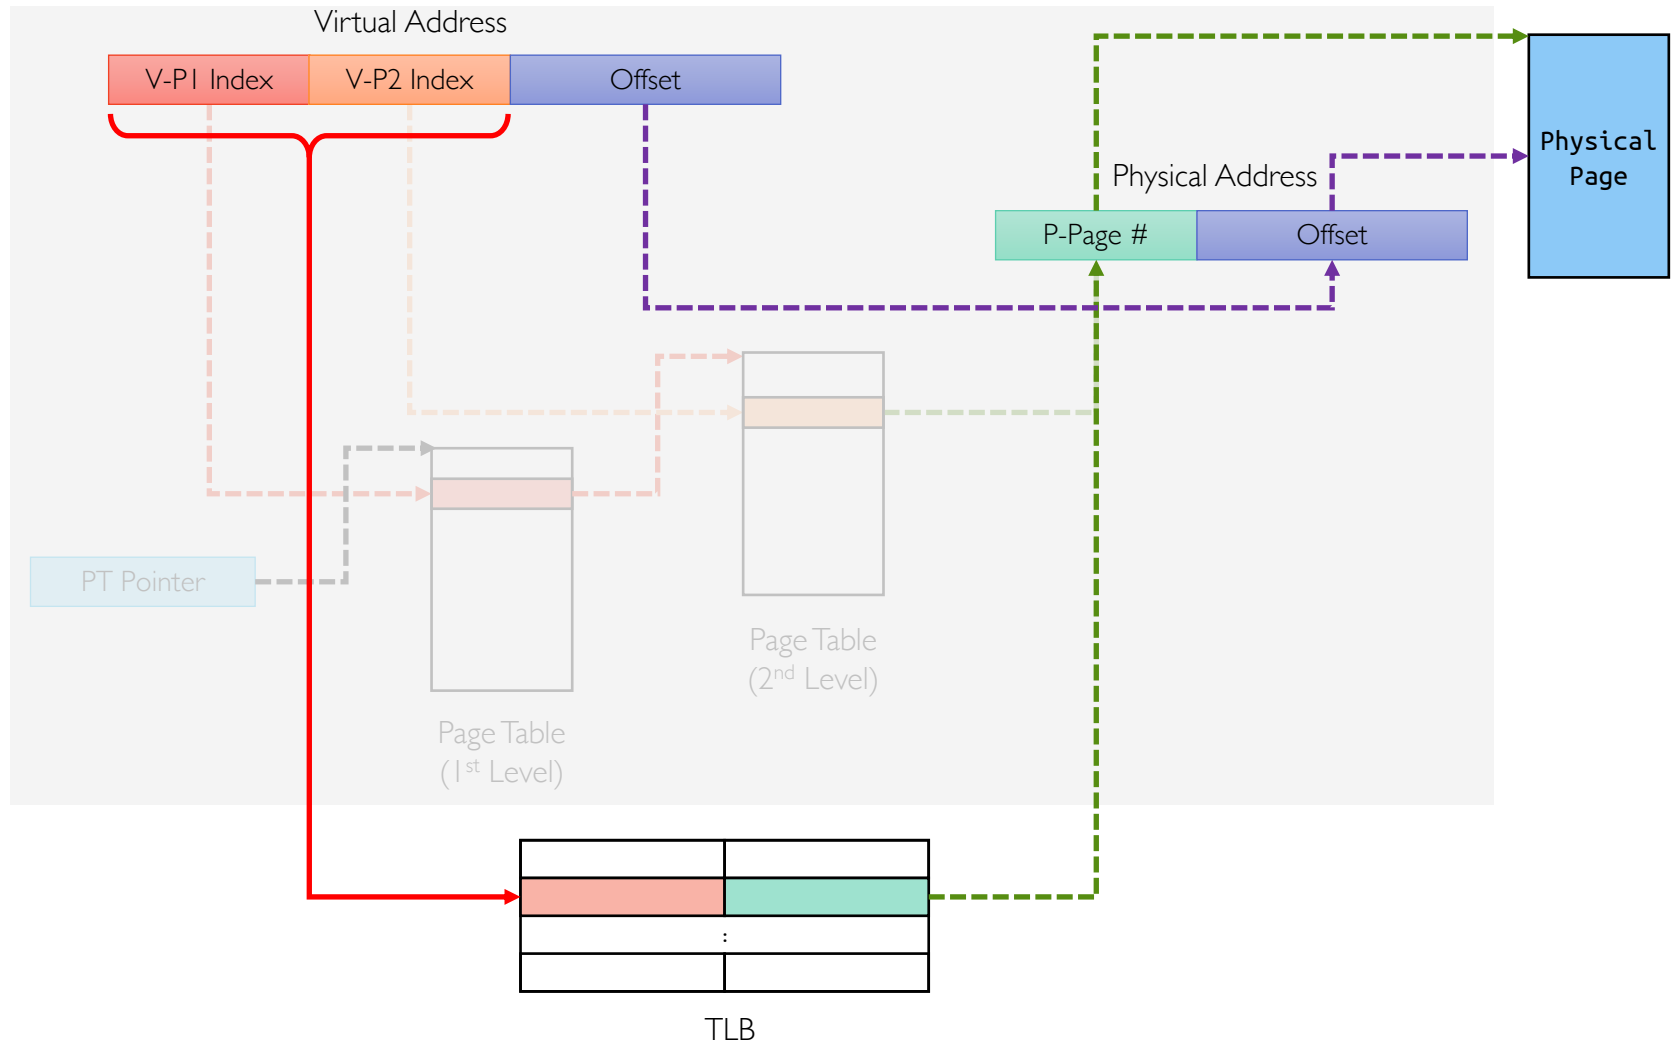 Virtual Address
V-P1 Index
V-P2 Index
Offset
Physical
Page
Physical Address
P-Page #
Offset
PT Pointer
Page Table
(2nd Level)
Page Table
(1st Level)
:
TLB